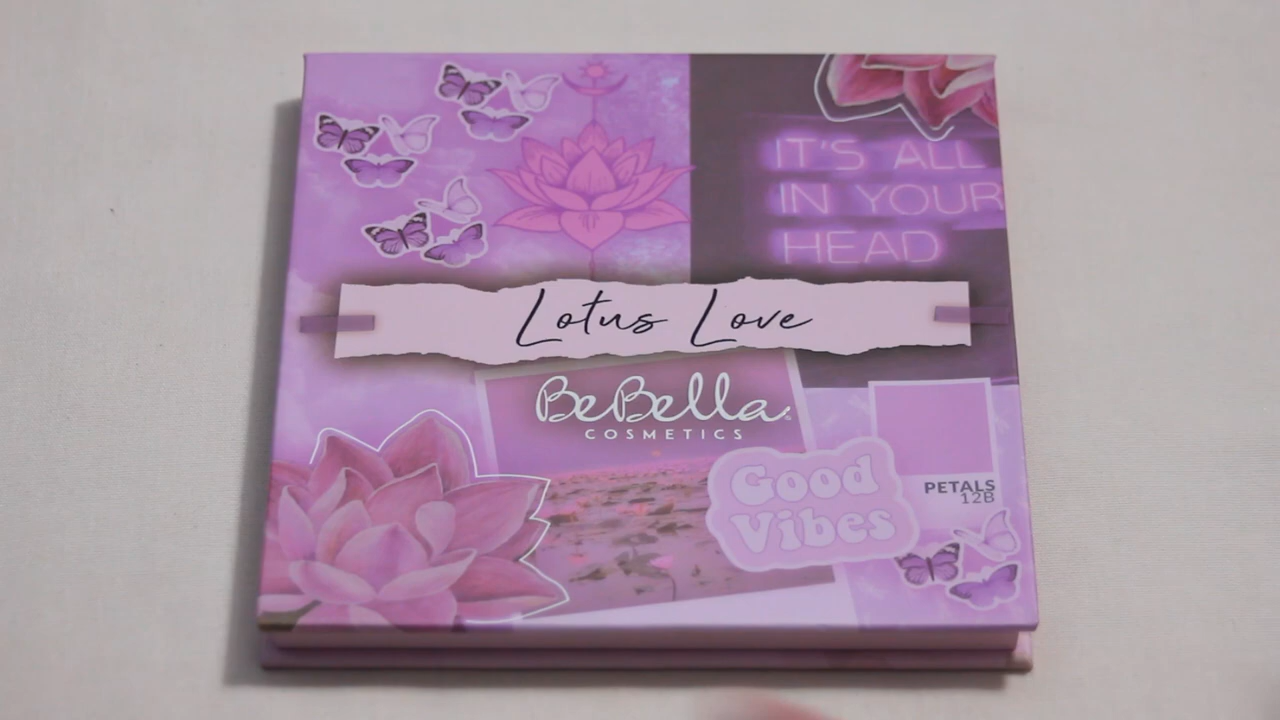 IT'S ALL
IN YOUR
HEAD
Lotus Love
BeBella®
COSMETICS
Good
Vibes
PETALS
12B